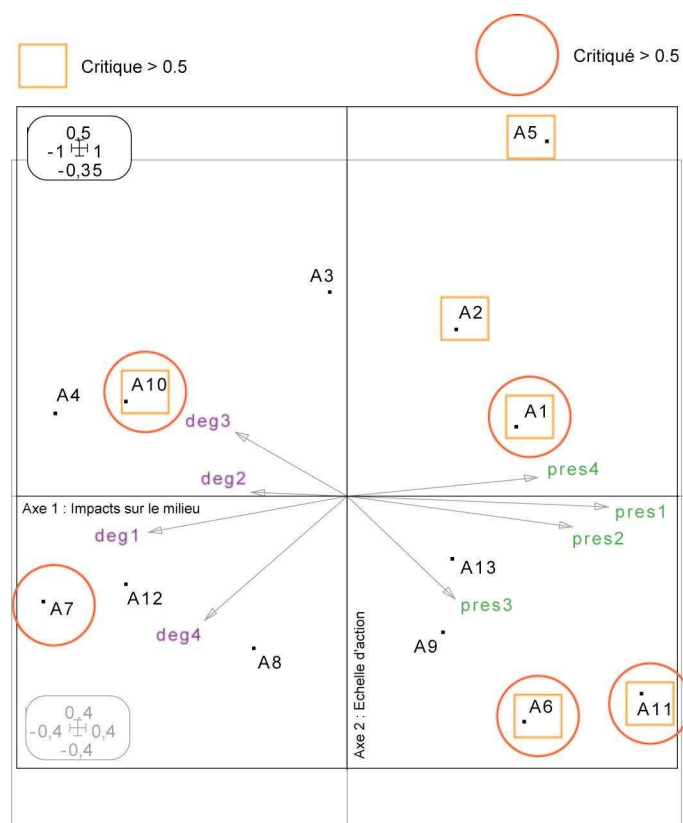 Critique > 0.5
Critiqué > 0.5
0,5
-1 1
-0,35
A5
A3
A2
A4
A10
A1
deg3
deg2
pres4
Axe 1 : Impacts sur le milieu
pres1
deg1
pres2
A13
A12
A7
pres3
deg4
A9
A8
Axe 2 : Echelle d'action
A6
A11
0,4
-0,4 0,4
-0,4